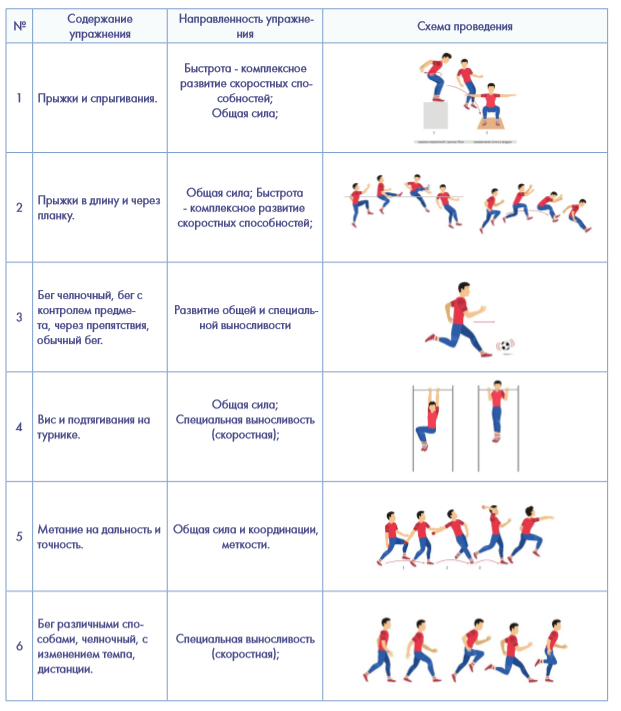 №
Содержание
упражнения
Направленность упражне-
ния
Схема проведения
1
Прыжки и спрыгивания.
Быстрота - комплексное
развитие скоростных спо-
собностей;
Общая сила;
2
Прыжки в длину и через
планку.
Общая сила; Быстрота
- комплексное развитие
скоростных способностей;
3
Бег челночный, бег с
контролем предме-
та, через препятствия,
обычный бег.
Развитие общей и специаль-
ной выносливости
4
Вис и подтягивания на
турнике.
Общая сила;
Специальная выносливость
(скоростная);
5
Метание на дальность и
точность.
Общая сила и координации,
меткости.
1 2 3
6
Бег различными спо-
собами, челночный, с
изменением темпа,
дистанции.
Специальная выносливость
(скоростная);